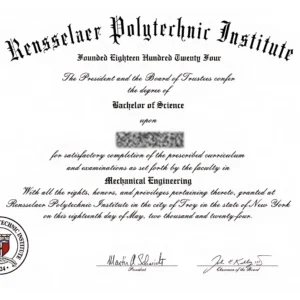 Rensselaer Polytechnic Institute
Founded Eighteen Hundred Twenty Four
The President and the Board of Trustees confer
the degree of
Bachelor of Science
upon
for satisfactory completion of the prescribed curriculum
and examinations as set forth by the faculty in
Mechanical Engineering
With all the rights, honors, and privileges pertaining thereto, granted at
Rensselaer Polytechnic Institute in the city of Troy in the state of New York
on this eighteenth day of May, two thousand and twenty-four.
Martin A. Schmidt
President
Chairman of the Board